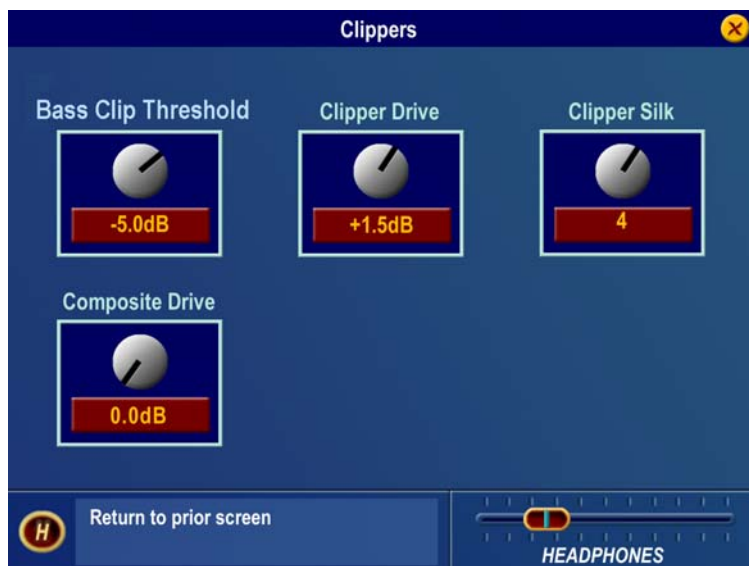 Clippers
Bass Clip Threshold
Clipper Drive
Clipper Silk
-5.0dB
+1.5dB
4
Composite Drive
0.0dB
H
Return to prior screen
HEADPHONES